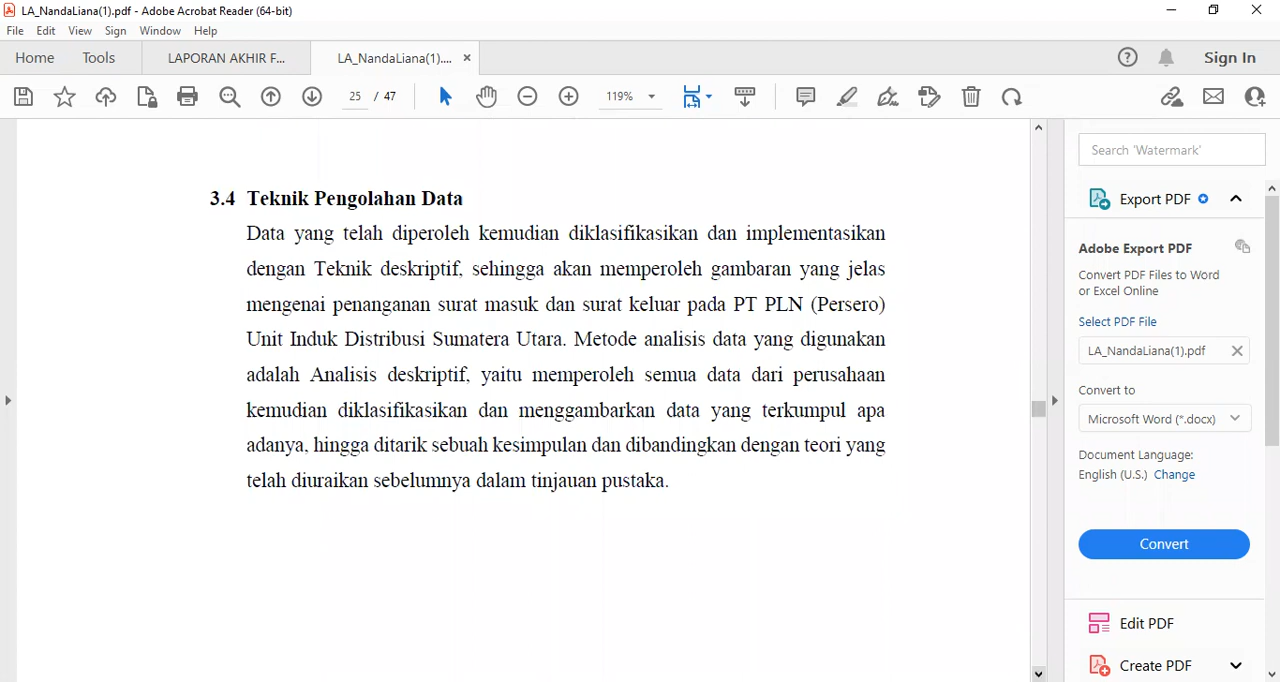 LA_NandaLiana(1).pdf - Adobe Acrobat Reader (64-bit)
File Edit View Sign Window Help
Home Tools LAPORAN AKHIR F... LA_NandaLiana(1).... × Sign In
25 / 47 119%
Search 'Watermark'
3.4 Teknik Pengolahan Data
Data yang telah diperoleh kemudian diklasifikasikan dan implementasikan
dengan Teknik deskriptif, sehingga akan memperoleh gambaran yang jelas
mengenai penanganan surat masuk dan surat keluar pada PT PLN (Persero)
Unit Induk Distribusi Sumatera Utara. Metode analisis data yang digunakan
adalah Analisis deskriptif, yaitu memperoleh semua data dari perusahaan
kemudian diklasifikasikan dan menggambarkan data yang terkumpul apa
adanya, hingga ditarik sebuah kesimpulan dan dibandingkan dengan teori yang
telah diuraikan sebelumnya dalam tinjauan pustaka.
Export PDF
Adobe Export PDF
Convert PDF Files to Word
or Excel Online
Select PDF File
LA_NandaLiana(1).pdf
Convert to
Microsoft Word (*.docx)
Document Language:
English (U.S.) Change
Convert
Edit PDF
Create PDF